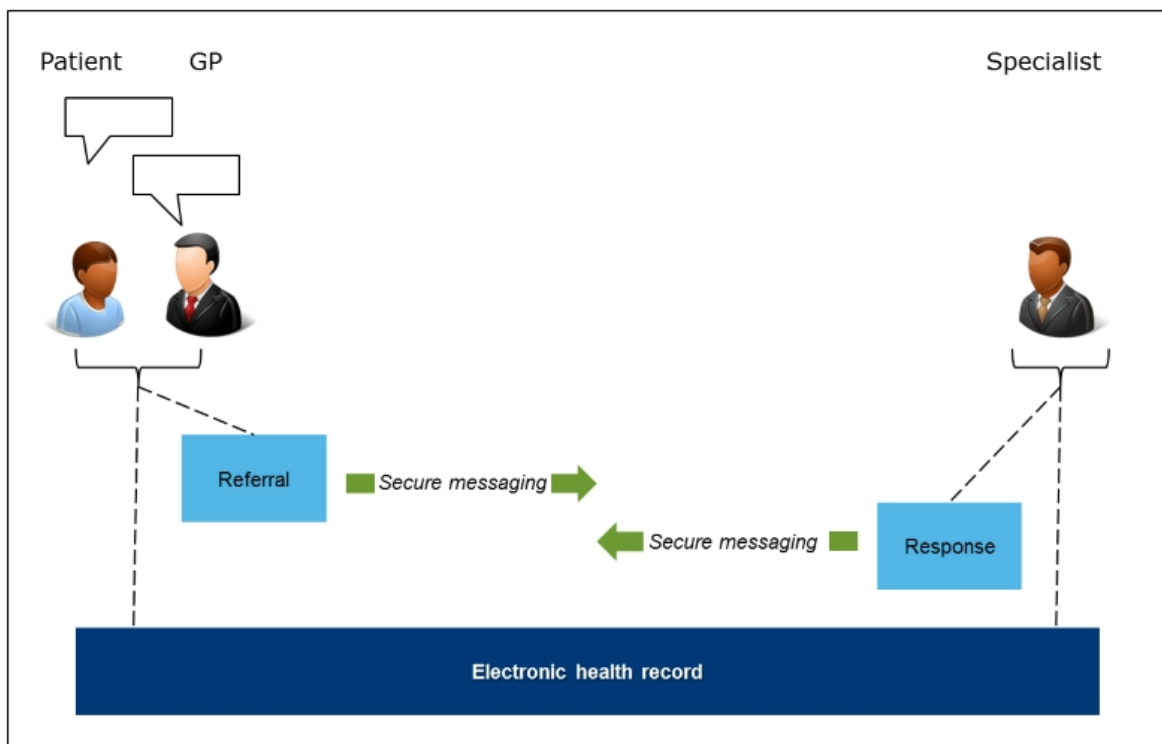 Patient
GP
Specialist
Referral
Secure messaging
Secure messaging
Response
Electronic health record